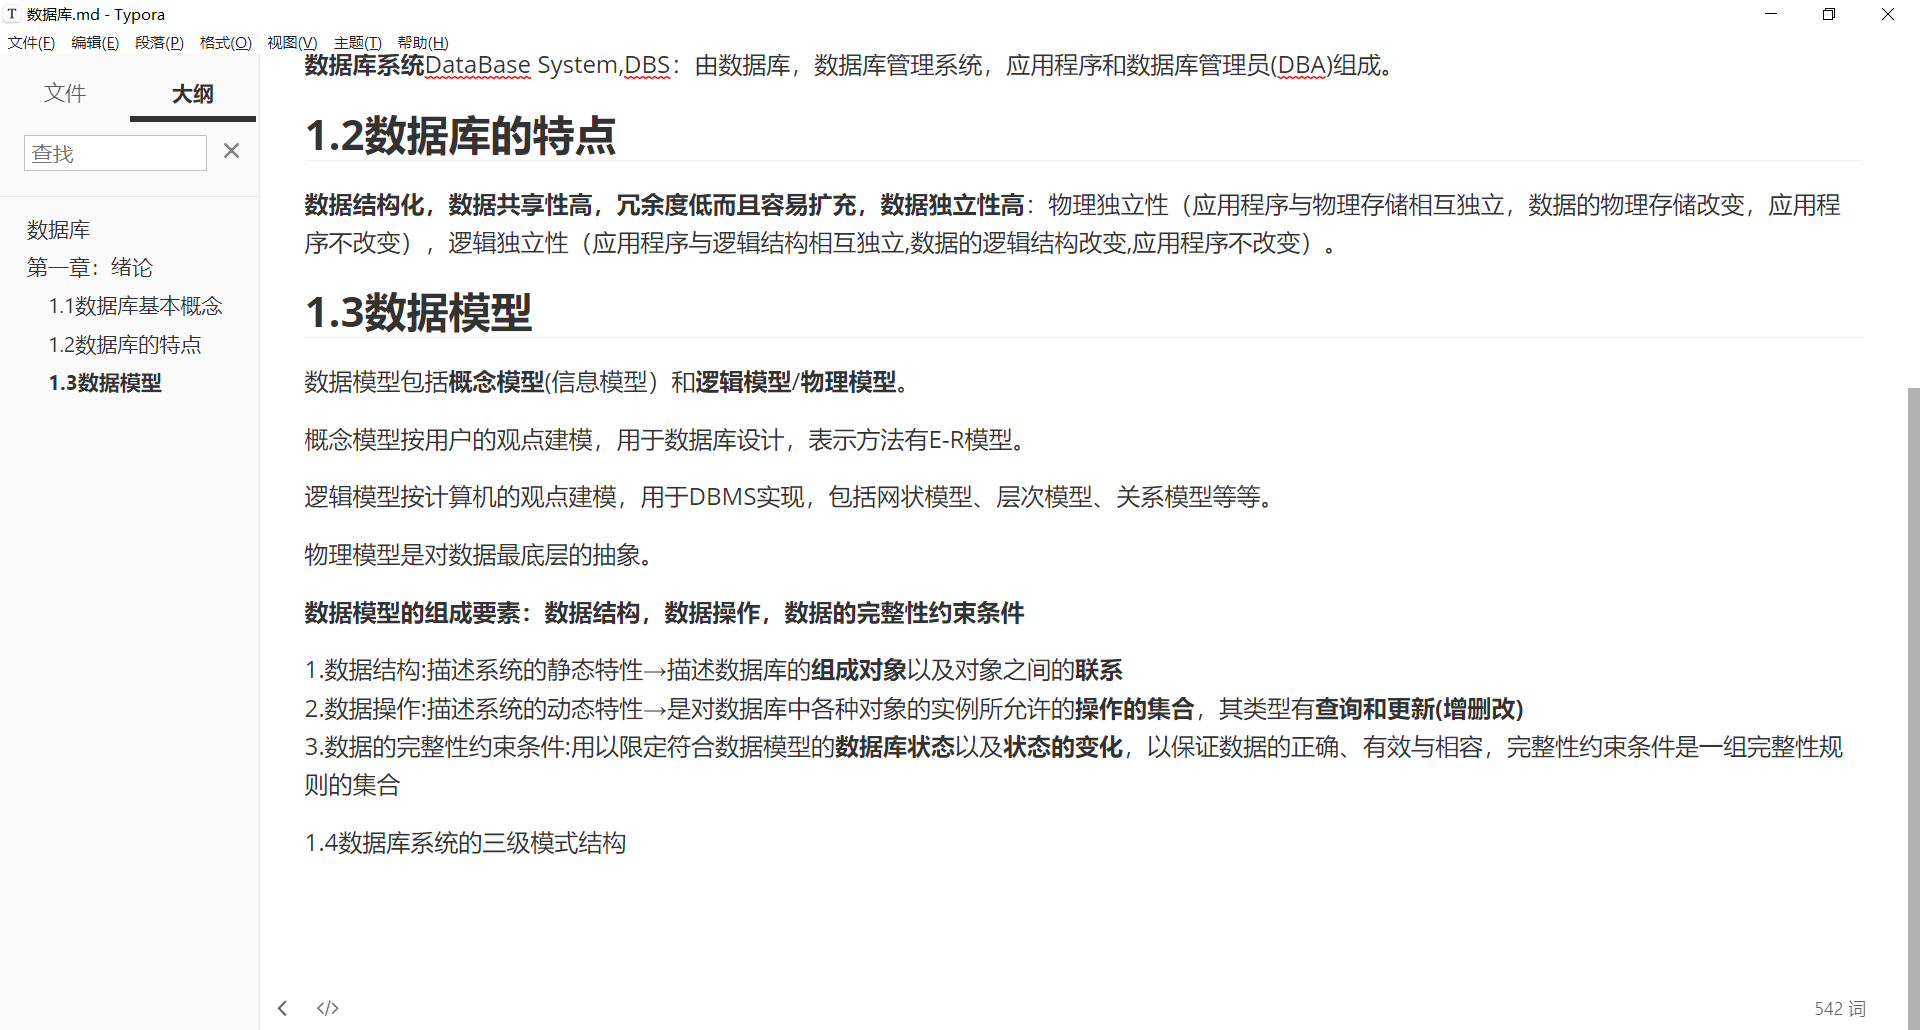 数据库.md - Typora
文件(F) 编辑(E) 段落(P) 格式(O) 视图(V) 主题(T) 帮助(H)
文件 大纲
查找
数据库
第一章：绪论
1.1数据库基本概念
1.2数据库的特点
1.3数据模型
数据库系统DataBase System,DBS：由数据库，数据库管理系统，应用程序和数据库管理员(DBA)组成。
1.2数据库的特点
数据结构化，数据共享性高，冗余度低而且容易扩充，数据独立性高：物理独立性（应用程序与物理存储相互独立，数据的物理存储改变，应用程
序不改变），逻辑独立性（应用程序与逻辑结构相互独立,数据的逻辑结构改变,应用程序不改变）。
1.3数据模型
数据模型包括概念模型(信息模型）和逻辑模型/物理模型。
概念模型按用户的观点建模，用于数据库设计，表示方法有E-R模型。
逻辑模型按计算机的观点建模，用于DBMS实现，包括网状模型、层次模型、关系模型等等。
物理模型是对数据最底层的抽象。
数据模型的组成要素：数据结构，数据操作，数据的完整性约束条件
1.数据结构:描述系统的静态特性→描述数据库的组成对象以及对象之间的联系
2.数据操作:描述系统的动态特性→是对数据库中各种对象的实例所允许的操作的集合，其类型有查询和更新(增删改)
3.数据的完整性约束条件:用以限定符合数据模型的数据库状态以及状态的变化，以保证数据的正确、有效与相容，完整性约束条件是一组完整性规
则的集合
1.4数据库系统的三级模式结构
542 词